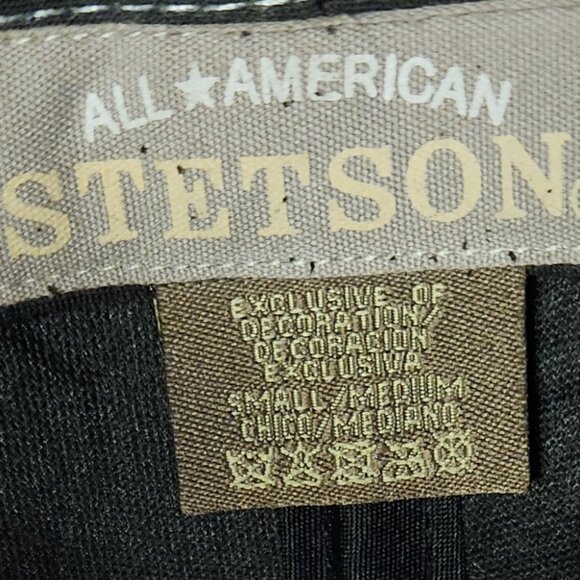 ALL★AMERICAN
STETSON
EXCLUSIVE OF
DECORATION/
DECORACION
EXCLUSIVA
SMALL/MEDIUM
CHICO/MEDIANO